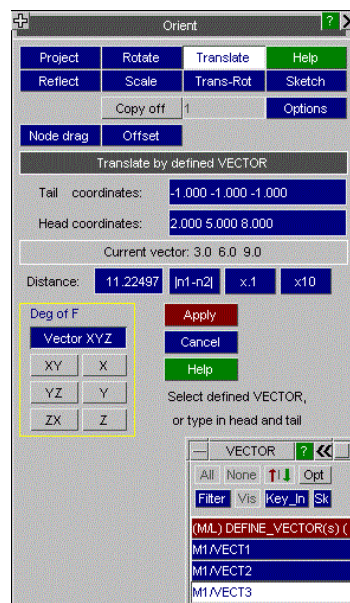 Orient ?
Project Rotate Translate Help
Reflect Scale Trans-Rot Sketch
Copy off 1 Options
Node drag Offset
Translate by defined VECTOR
Tail coordinates: -1.000 -1.000 -1.000
Head coordinates: 2.000 5.000 8.000
Current vector: 3.0 6.0 9.0
Distance: 11.22497 |n1-n2| x.1 x10
Deg of F Apply
Vector XYZ Cancel
XY X Help
YZ Y Select defined VECTOR,
ZX Z or type in head and tail
VECTOR ?
All None Opt
Filter Vis Key_In Sk
(M/L) DEFINE_VECTOR(s) (
M1/VECT1
M1/VECT2
M1/VECT3